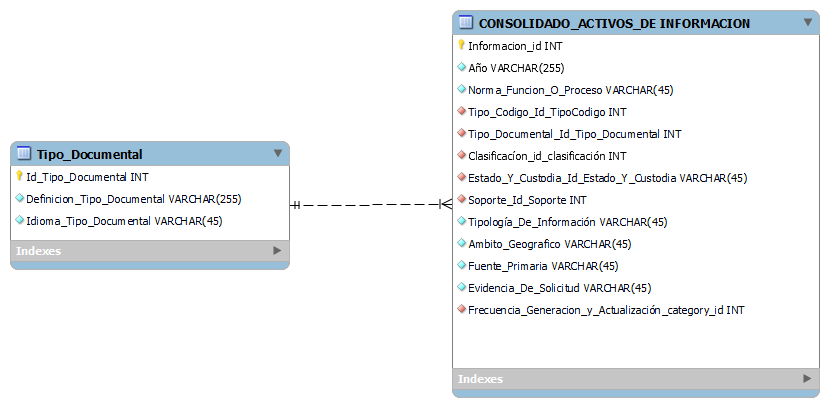 Tipo_Documental
Id_Tipo_Documental INT
Definicion_Tipo_Documental VARCHAR(255)
Idioma_Tipo_Documental VARCHAR(45)
Indexes
CONSOLIDADO_ACTIVOS_DE INFORMACION
Informacion_id INT
Año VARCHAR(255)
Norma_Funcion_O_Proceso VARCHAR(45)
Tipo_Codigo_Id_TipoCodigo INT
Tipo_Documental_Id_Tipo_Documental INT
Clasificacíon_id_clasificación INT
Estado_Y_Custodia_Id_Estado_Y_Custodia VARCHAR(45)
Soporte_Id_Soporte INT
Tipología_De_Información VARCHAR(45)
Ambito_Geografico VARCHAR(45)
Fuente_Primaria VARCHAR(45)
Evidencia_De_Solicitud VARCHAR(45)
Frecuencia_Generacion_y_Actualización_category_id INT
Indexes